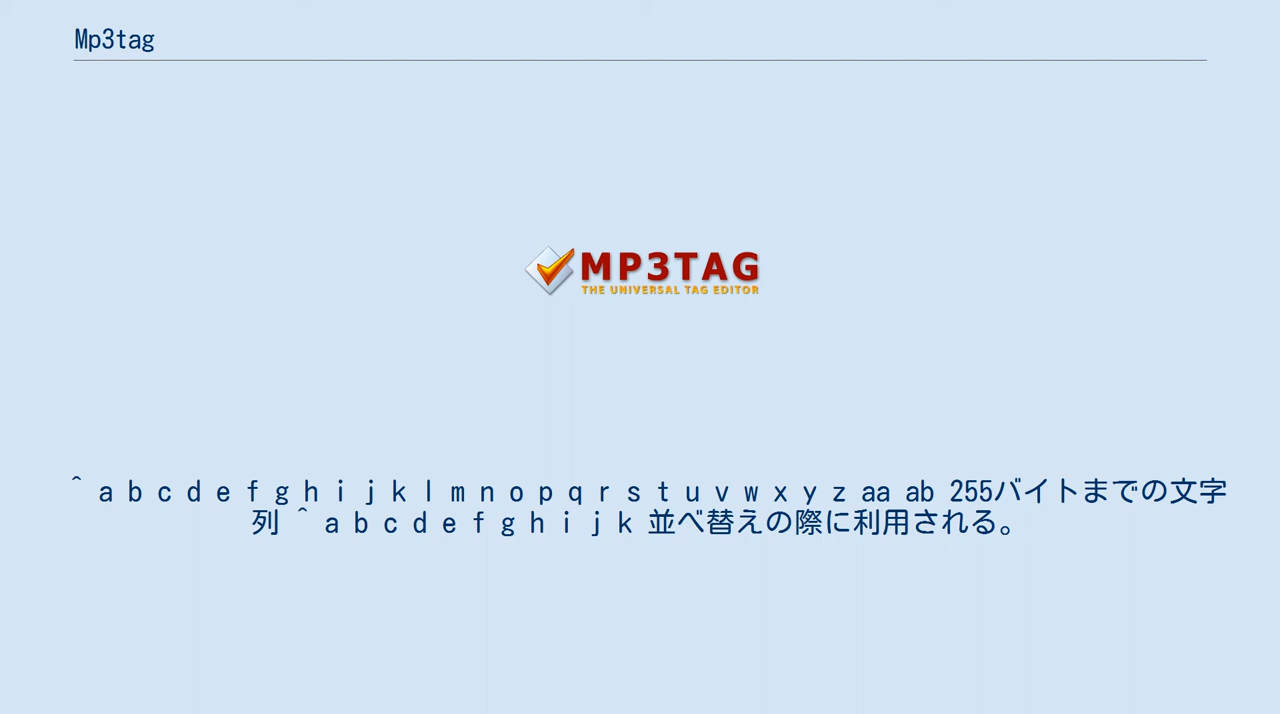 Mp3tag
MP3TAG
THE UNIVERSAL TAG EDITOR
^ a b c d e f g h i j k l m n o p q r s t u v w x y z aa ab 255バイトまでの文字
列 ^ a b c d e f g h i j k 並べ替えの際に利用される。